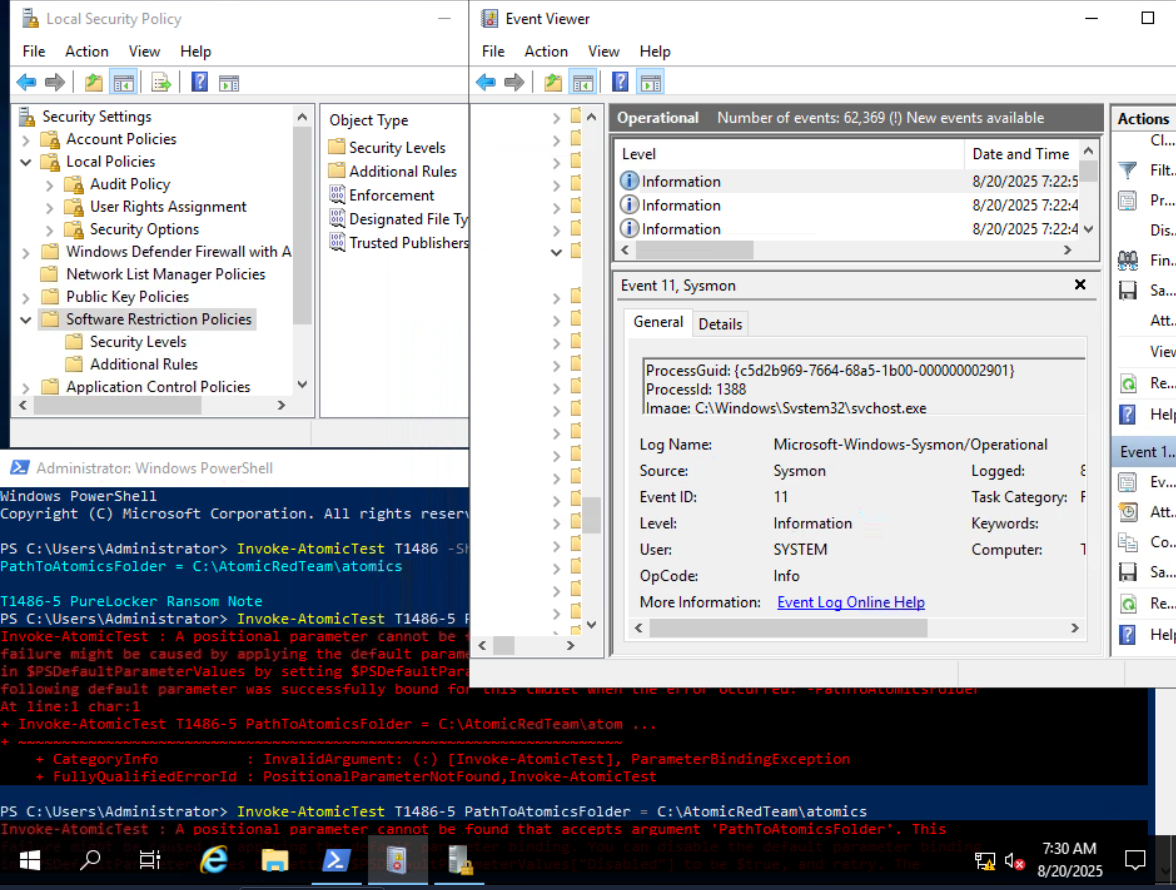 Local Security Policy
File Action View Help
Security Settings
Account Policies
Local Policies
Audit Policy
User Rights Assignment
Security Options
Windows Defender Firewall with A
Network List Manager Policies
Public Key Policies
Software Restriction Policies
Security Levels
Additional Rules
Application Control Policies
Object Type
Security Levels
Additional Rules
Enforcement
Designated File Ty
Trusted Publishers
Event Viewer
File Action View Help
Operational Number of events: 62,369 (!) New events available
Level Date and Time
Information 8/20/2025 7:22:5
Information 8/20/2025 7:22:4
Information 8/20/2025 7:22:4
Event 11, Sysmon
General Details
ProcessGuid: {c5d2b969-7664-68a5-1b00-000000002901}
ProcessId: 1388
Image: C:\Windows\System32\svchost.exe
Log Name: Microsoft-Windows-Sysmon/Operational
Source: Sysmon Logged: 8
Event ID: 11 Task Category: F
Level: Information Keywords:
User: SYSTEM Computer: T
OpCode: Info
More Information: Event Log Online Help
Actions
Cl...
Filt...
Pr...
Dis...
Fin...
Sa...
Att...
View
Re...
Help
Event 1...
Ev...
Att...
Co...
Sa...
Re...
Help
Administrator: Windows PowerShell
Windows PowerShell
Copyright (C) Microsoft Corporation. All rights reserv
PS C:\Users\Administrator> Invoke-AtomicTest T1486 -Sh
PathToAtomicsFolder = C:\AtomicRedTeam\atomics
T1486-5 PureLocker Ransom Note
PS C:\Users\Administrator> Invoke-AtomicTest T1486-5 P
Invoke-AtomicTest : A positional parameter cannot be f
failure might be caused by applying the default parame
in $PSDefaultParameterValues by setting $PSDefaultPara
following default parameter was successfully bound for this cmdlet when the error occurred: -PathToAtomicsFolder
At line:1 char:1
+ Invoke-AtomicTest T1486-5 PathToAtomicsFolder = C:\AtomicRedTeam\atom ...
+ ~~~~~~~~~~~~~~~~~~~~~~~~~~~~~~~~~~~~~~~~~~~~~~~~~~~~~~~~~~~~~~~~~~~~~
+ CategoryInfo : InvalidArgument: (:) [Invoke-AtomicTest], ParameterBindingException
+ FullyQualifiedErrorId : PositionalParameterNotFound,Invoke-AtomicTest
PS C:\Users\Administrator> Invoke-AtomicTest T1486-5 PathToAtomicsFolder = C:\AtomicRedTeam\atomics
Invoke-AtomicTest : A positional parameter cannot be found that accepts argument 'PathToAtomicsFolder'. This
7:30 AM
8/20/2025